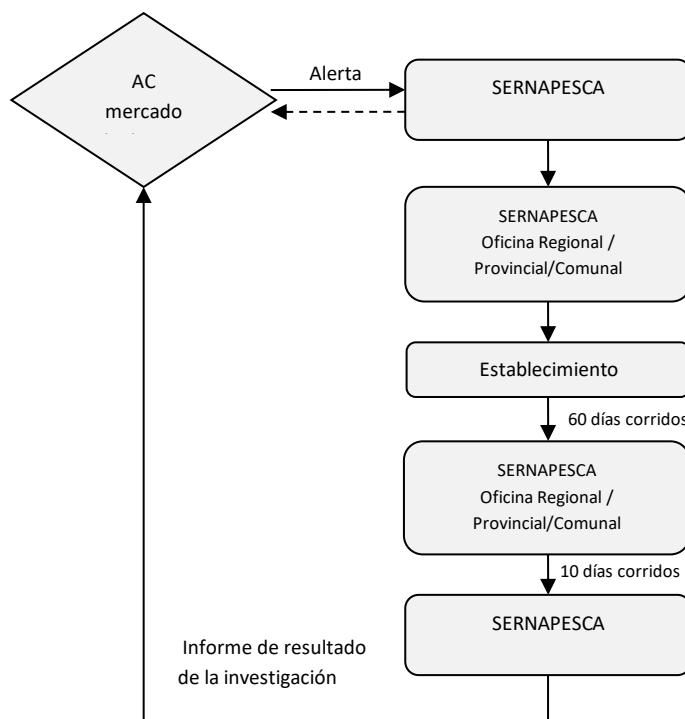 AC
mercado
Alerta
SERNAPESCA
SERNAPESCA
Oficina Regional /
Provincial/Comunal
Establecimiento
60 días corridos
SERNAPESCA
Oficina Regional /
Provincial/Comunal
10 días corridos
SERNAPESCA
Informe de resultado
de la investigación